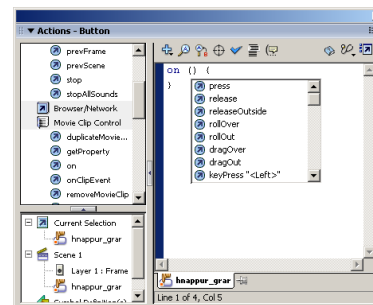 Actions - Button
prevFrame
prevScene
stop
stopAllSounds
Browser/Network
Movie Clip Control
duplicateMovie...
getProperty
on
onClipEvent
removeMovieClip
Current Selection
hnappur_grar
Scene 1
Layer 1 : Frame
hnappur_grar
Symbol Definition(s)
on () {
}
press
release
releaseOutside
rollOver
rollOut
dragOver
dragOut
keyPress "<Left>"
hnappur_grar
Line 1 of 4, Col 5